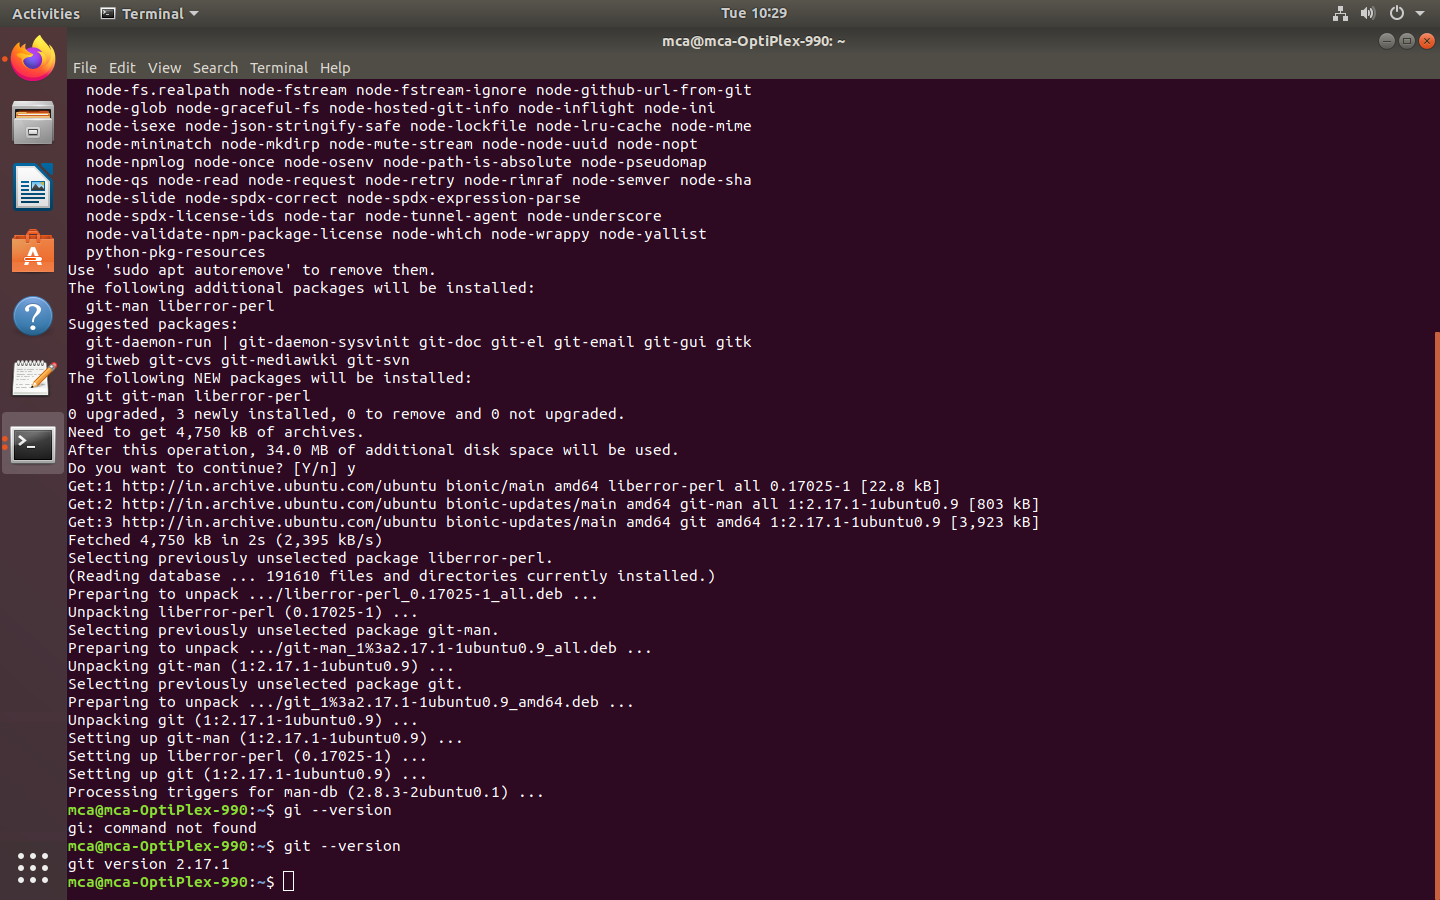 Activities Terminal Tue 10:29
mca@mca-OptiPlex-990: ~
File Edit View Search Terminal Help
node-fs.realpath node-fstream node-fstream-ignore node-github-url-from-git
node-glob node-graceful-fs node-hosted-git-info node-inflight node-ini
node-isexe node-json-stringify-safe node-lockfile node-lru-cache node-mime
node-minimatch node-mkdirp node-mute-stream node-node-uuid node-nopt
node-npmlog node-once node-osenv node-path-is-absolute node-pseudomap
node-qs node-read node-request node-retry node-rimraf node-semver node-sha
node-slide node-spdx-correct node-spdx-expression-parse
node-spdx-license-ids node-tar node-tunnel-agent node-underscore
node-validate-npm-package-license node-which node-wrappy node-yallist
python-pkg-resources
Use 'sudo apt autoremove' to remove them.
The following additional packages will be installed:
git-man liberror-perl
Suggested packages:
git-daemon-run | git-daemon-sysvinit git-doc git-el git-email git-gui gitk
gitweb git-cvs git-mediawiki git-svn
The following NEW packages will be installed:
git git-man liberror-perl
0 upgraded, 3 newly installed, 0 to remove and 0 not upgraded.
Need to get 4,750 kB of archives.
After this operation, 34.0 MB of additional disk space will be used.
Do you want to continue? [Y/n] y
Get:1 http://in.archive.ubuntu.com/ubuntu bionic/main amd64 liberror-perl all 0.17025-1 [22.8 kB]
Get:2 http://in.archive.ubuntu.com/ubuntu bionic-updates/main amd64 git-man all 1:2.17.1-1ubuntu0.9 [803 kB]
Get:3 http://in.archive.ubuntu.com/ubuntu bionic-updates/main amd64 git amd64 1:2.17.1-1ubuntu0.9 [3,923 kB]
Fetched 4,750 kB in 2s (2,395 kB/s)
Selecting previously unselected package liberror-perl.
(Reading database ... 191610 files and directories currently installed.)
Preparing to unpack .../liberror-perl_0.17025-1_all.deb ...
Unpacking liberror-perl (0.17025-1) ...
Selecting previously unselected package git-man.
Preparing to unpack .../git-man_1%3a2.17.1-1ubuntu0.9_all.deb ...
Unpacking git-man (1:2.17.1-1ubuntu0.9) ...
Selecting previously unselected package git.
Preparing to unpack .../git_1%3a2.17.1-1ubuntu0.9_amd64.deb ...
Unpacking git (1:2.17.1-1ubuntu0.9) ...
Setting up git-man (1:2.17.1-1ubuntu0.9) ...
Setting up liberror-perl (0.17025-1) ...
Setting up git (1:2.17.1-1ubuntu0.9) ...
Processing triggers for man-db (2.8.3-2ubuntu0.1) ...
mca@mca-OptiPlex-990:~$ gi --version
gi: command not found
mca@mca-OptiPlex-990:~$ git --version
git version 2.17.1
mca@mca-OptiPlex-990:~$